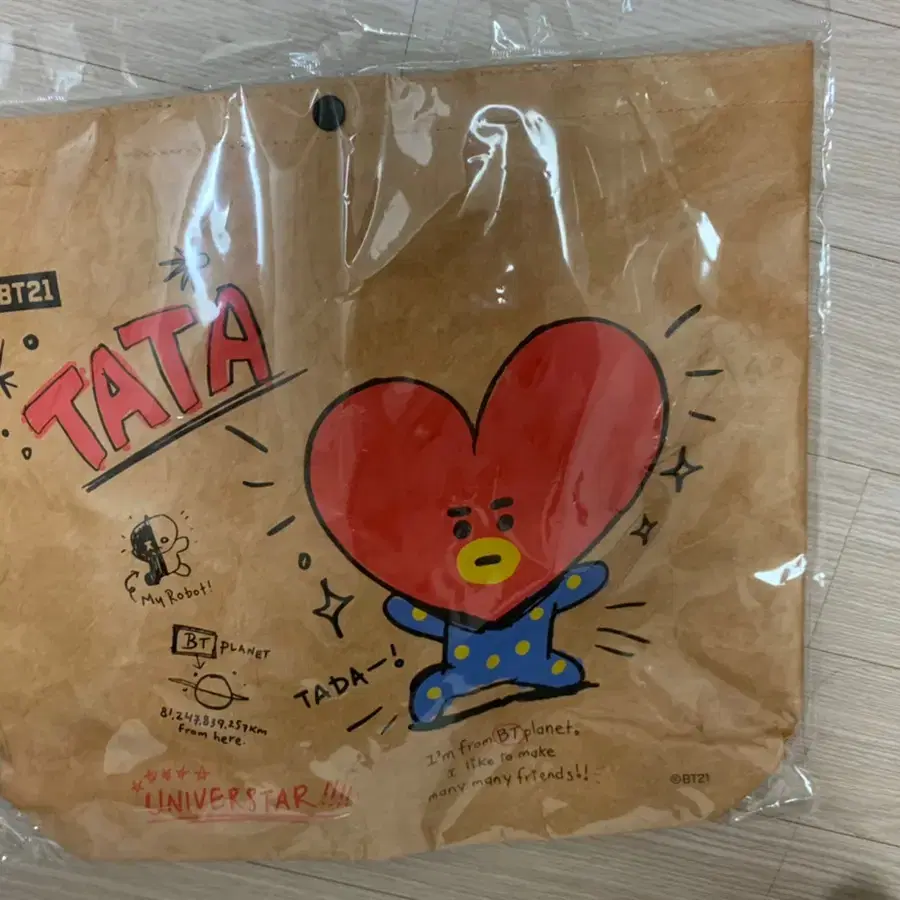 BT21
TATA
My Robot!
BT PLANET
81,247,839,257km
from here.
UNIVERSTAR!!!!
TADA—!
I'm from BT planet.
I like to make
many many friends!!
©BT21